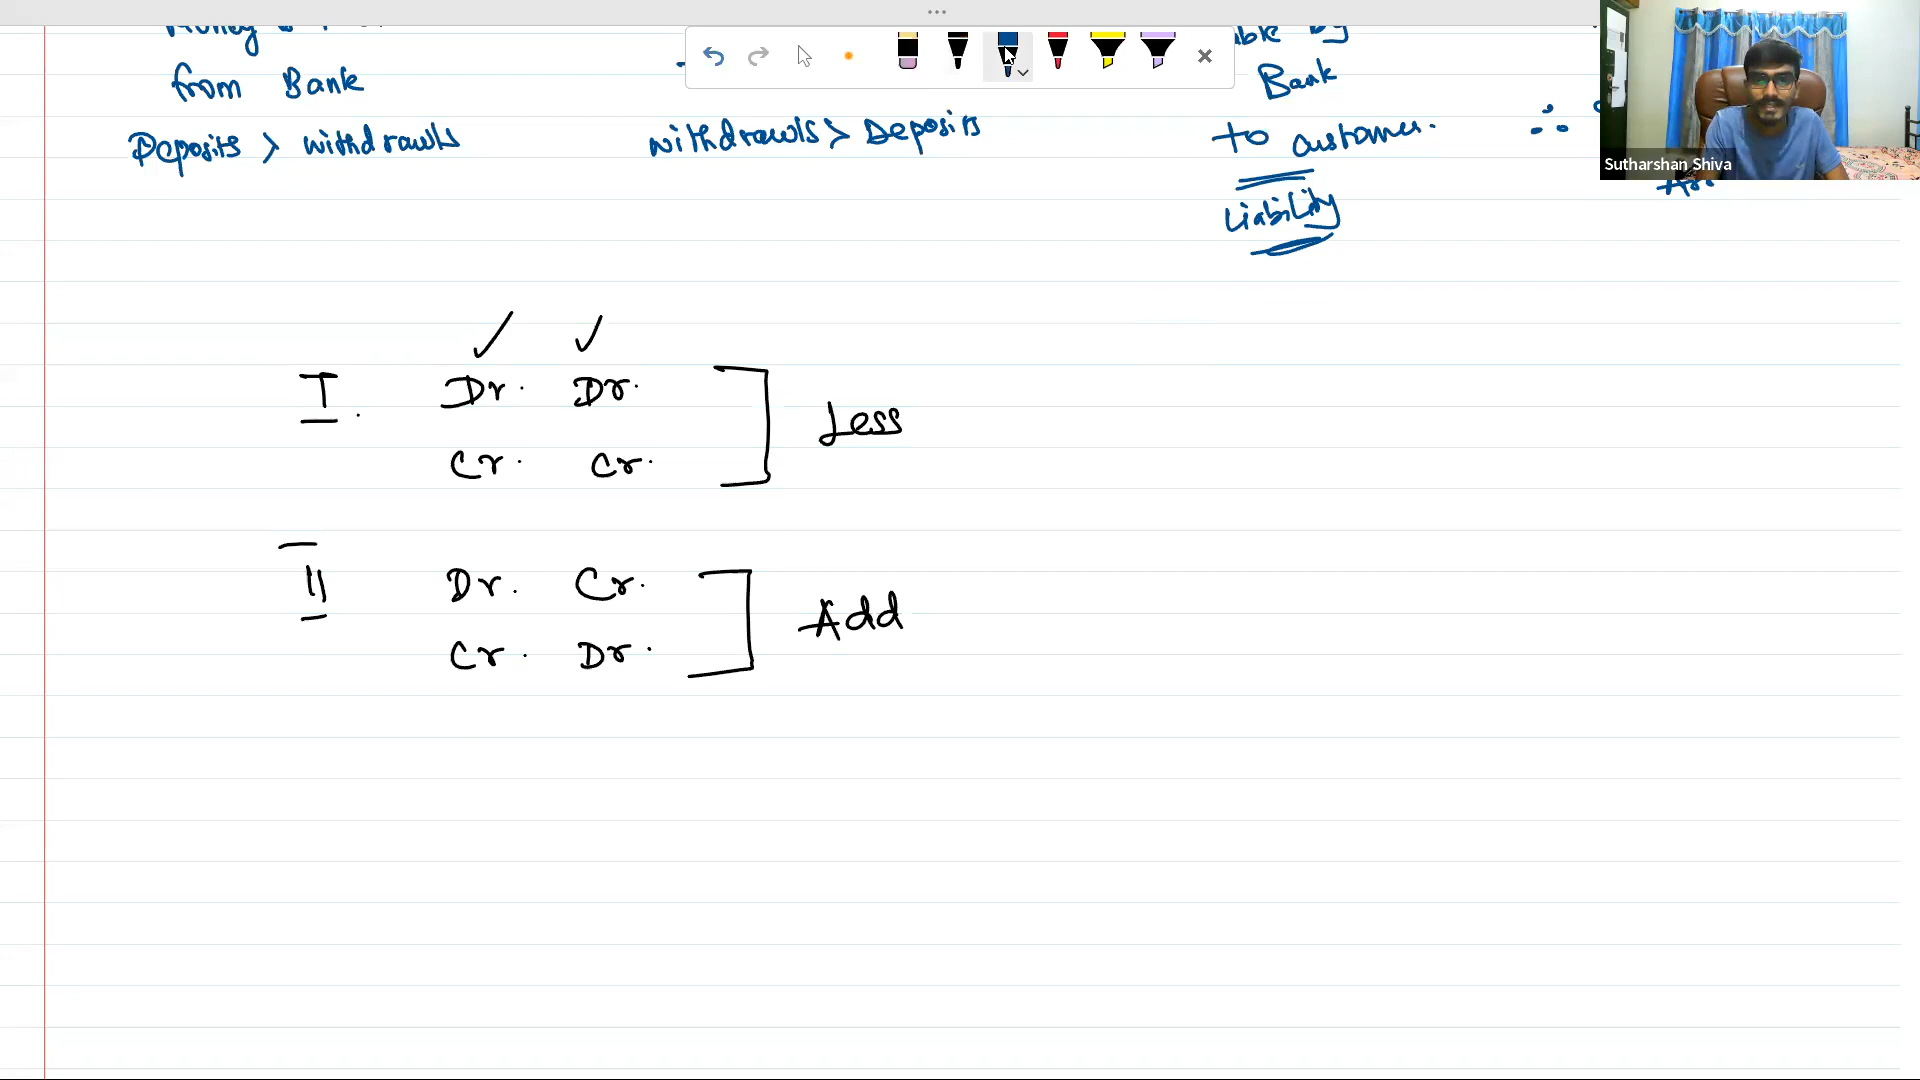 Money
from Bank
Deposits > withdrawls
withdrawls > Deposits
Bank
to customer.
Liability
Sutharshan Shiva
I. Dr. Dr.
Cr. Cr.
Less
II Dr. Cr.
Cr. Dr.
Add